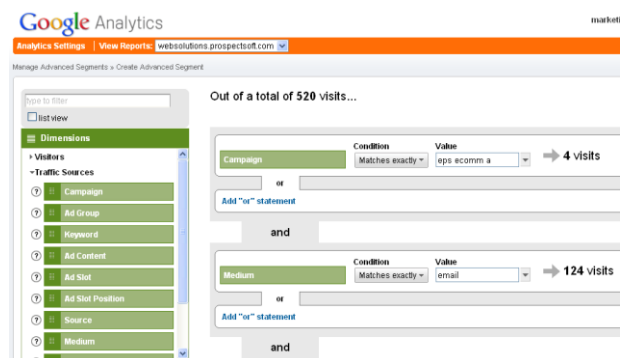 Google Analytics
Analytics Settings | View Reports: websolutions.prospectsoft.com
Manage Advanced Segments » Create Advanced Segment
type to filter
list view
Dimensions
Visitors
Traffic Sources
? Campaign
? Ad Group
? Keyword
? Ad Content
? Ad Slot
? Ad Slot Position
? Source
? Medium
Out of a total of 520 visits...
Condition Value
Campaign Matches exactly eps ecomm a 4 visits
or
Add "or" statement
and
Condition Value
Medium Matches exactly email 124 visits
or
Add "or" statement
and